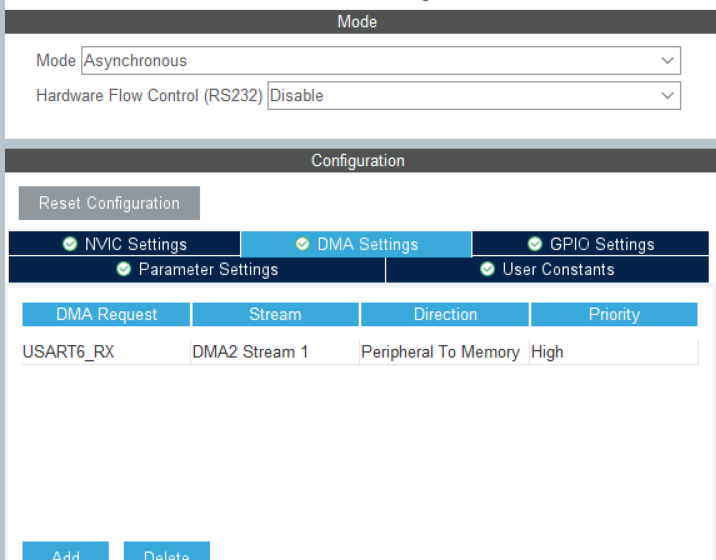 Mode
Mode Asynchronous
Hardware Flow Control (RS232) Disable
Configuration
Reset Configuration
NVIC Settings DMA Settings GPIO Settings
Parameter Settings User Constants
DMA Request Stream Direction Priority
USART6_RX DMA2 Stream 1 Peripheral To Memory High
Add Delete